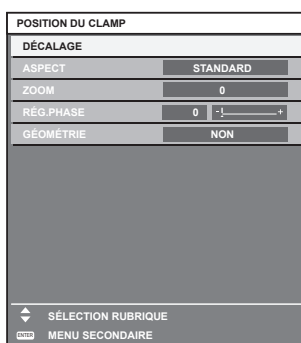 POSITION DU CLAMP
DÉCALAGE
ASPECT STANDARD
ZOOM 0
RÉG.PHASE 0 - +
GÉOMÉTRIE NON
SÉLECTION RUBRIQUE
ENTER MENU SECONDAIRE